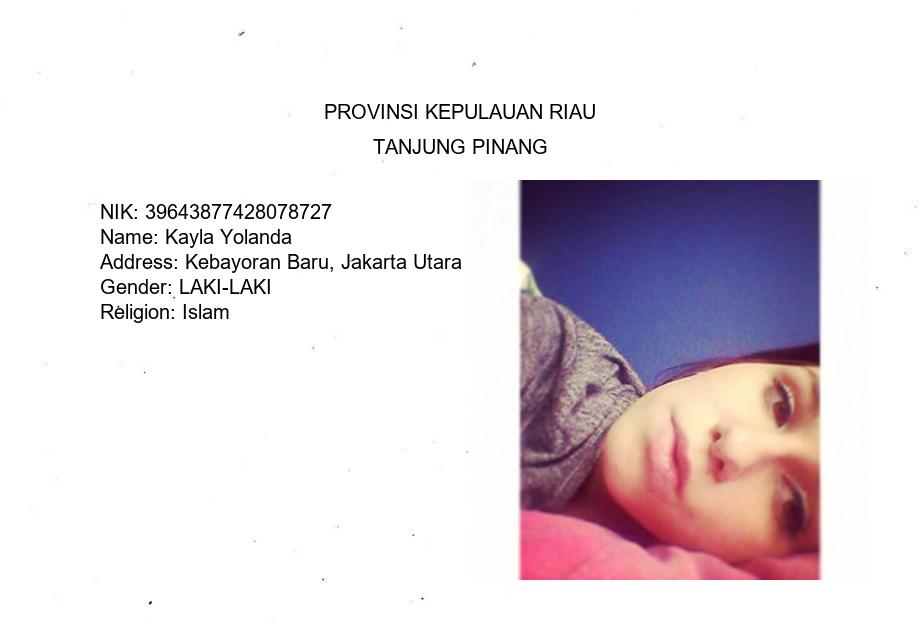 PROVINSI KEPULAUAN RIAU
TANJUNG PINANG
NIK: 39643877428078727
Name: Kayla Yolanda
Address: Kebayoran Baru, Jakarta Utara
Gender: LAKI-LAKI
Religion: Islam